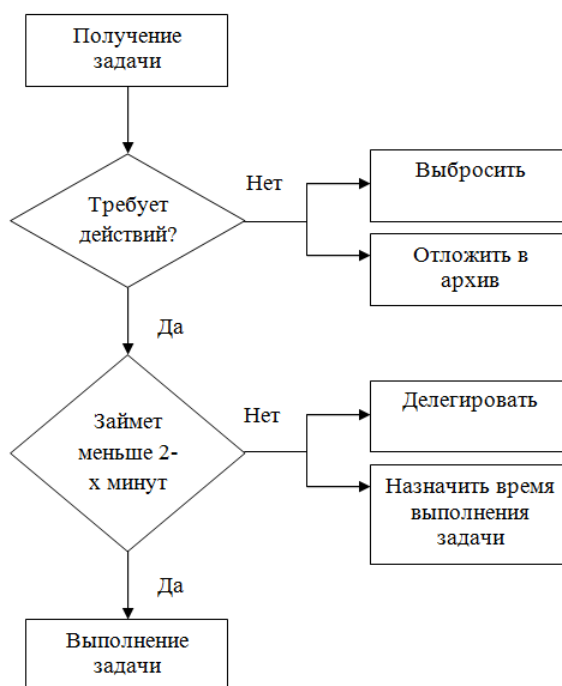 Получение
задачи
Требует
действий?
Нет
Выбросить
Отложить в
архив
Да
Займет
меньше 2-
х минут
Нет
Делегировать
Назначить время
выполнения
задачи
Да
Выполнение
задачи